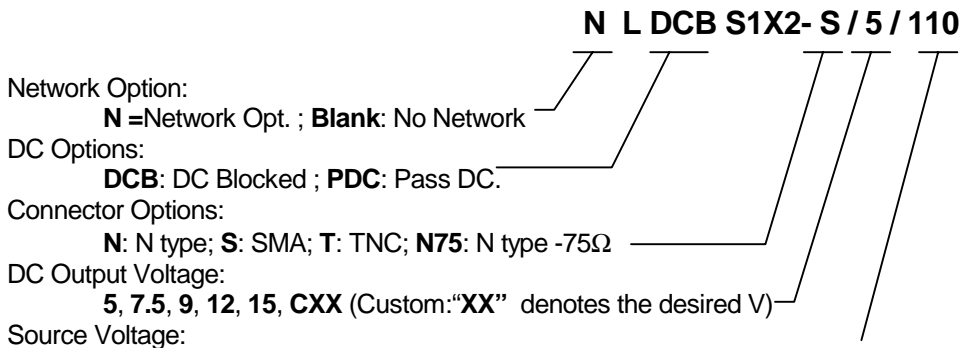 N L DCB S1X2- S / 5 / 110
Network Option:
N =Network Opt. ; Blank: No Network
DC Options:
DCB: DC Blocked ; PDC: Pass DC.
Connector Options:
N: N type; S: SMA; T: TNC; N75: N type -75Ω
DC Output Voltage:
5, 7.5, 9, 12, 15, CXX (Custom:“XX” denotes the desired V)
Source Voltage: